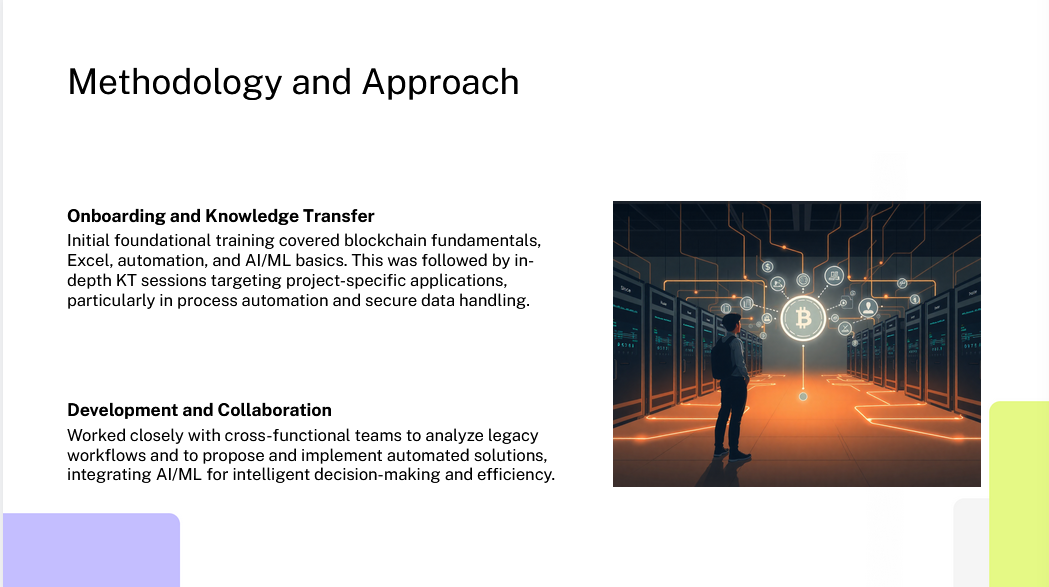 Methodology and Approach
Onboarding and Knowledge Transfer
Initial foundational training covered blockchain fundamentals,
Excel, automation, and AI/ML basics. This was followed by in-
depth KT sessions targeting project-specific applications,
particularly in process automation and secure data handling.
Development and Collaboration
Worked closely with cross-functional teams to analyze legacy
workflows and to propose and implement automated solutions,
integrating AI/ML for intelligent decision-making and efficiency.